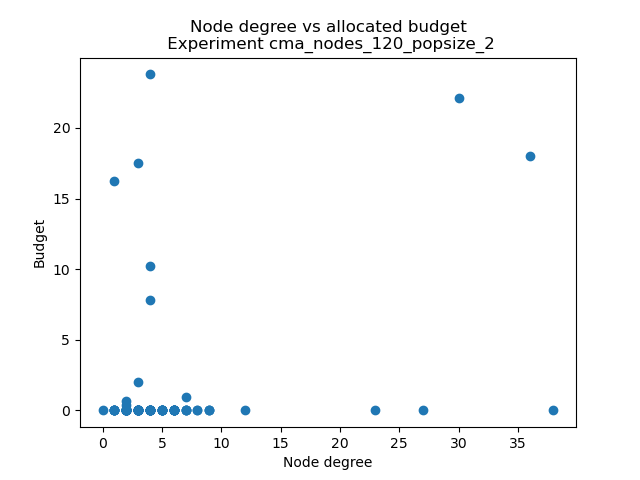 Node degree vs allocated budget
Experiment cma_nodes_120_popsize_2
Budget
20
15
10
5
0
0 5 10 15 20 25 30 35
Node degree